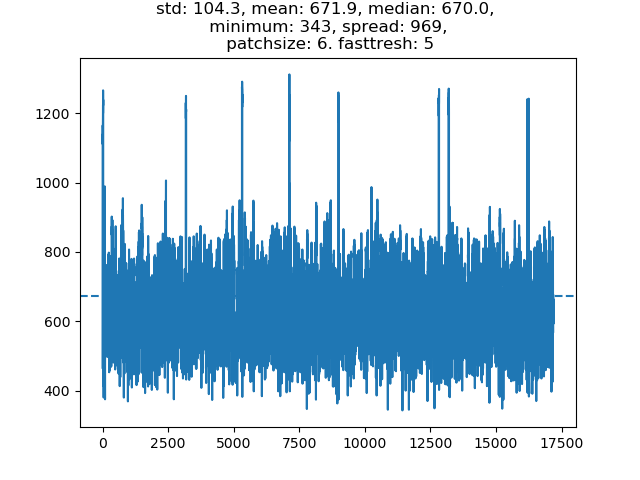 std: 104.3, mean: 671.9, median: 670.0,
minimum: 343, spread: 969,
patchsize: 6. fasttresh: 5
1200
1000
800
600
400
0 2500 5000 7500 10000 12500 15000 17500